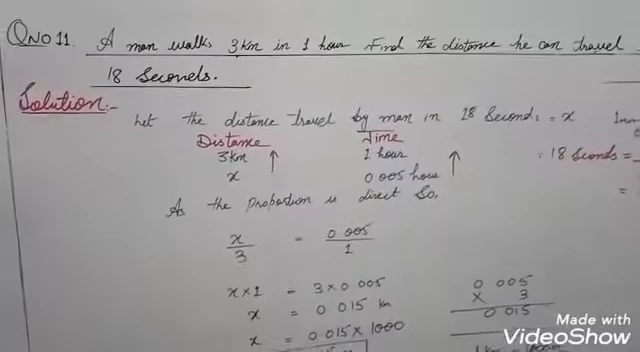 QNO 11. A man walks 3 km in 1 hour Find the distance he can travel
18 Seconds.
Solution:-
Let the distance travel by man in 18 Seconds = x
Distance Time
3km ↑ 1 hour ↑
x 0.005 hour
= 18 Seconds =
=
As the proportion is direct So,
x/3 = 0.005/1
x×1 = 3×0.005
x = 0.015 km
x = 0.015×1000
0.005
× 3
0.015
Made with
VideoShow